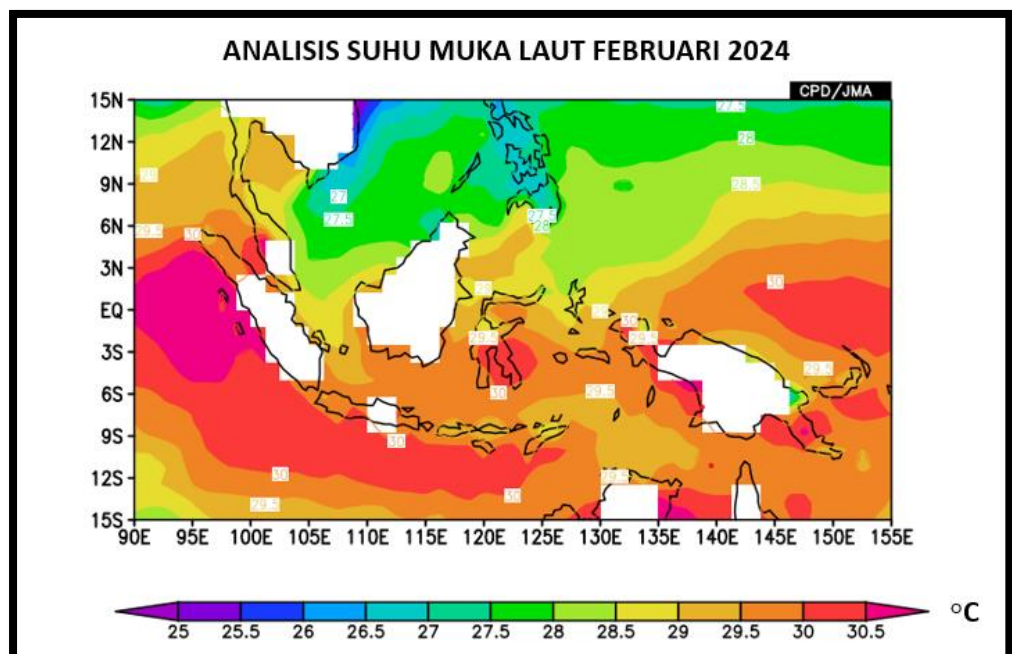 ANALISIS SUHU MUKA LAUT FEBRUARI 2024
CPD/JMA
15N
27.5
12N
28
29
9N
27
28.5
27.5
27.5
6N
28
29.5
30
3N
29
30
EQ
29
30
29.5
29.5
3S
29.5
29.5
6S
30
9S
30
12S
30
29.5
30
29.5
15S
90E 95E 100E 105E 110E 115E 120E 125E 130E 135E 140E 145E 150E 155E
°C
25 25.5 26 26.5 27 27.5 28 28.5 29 29.5 30 30.5